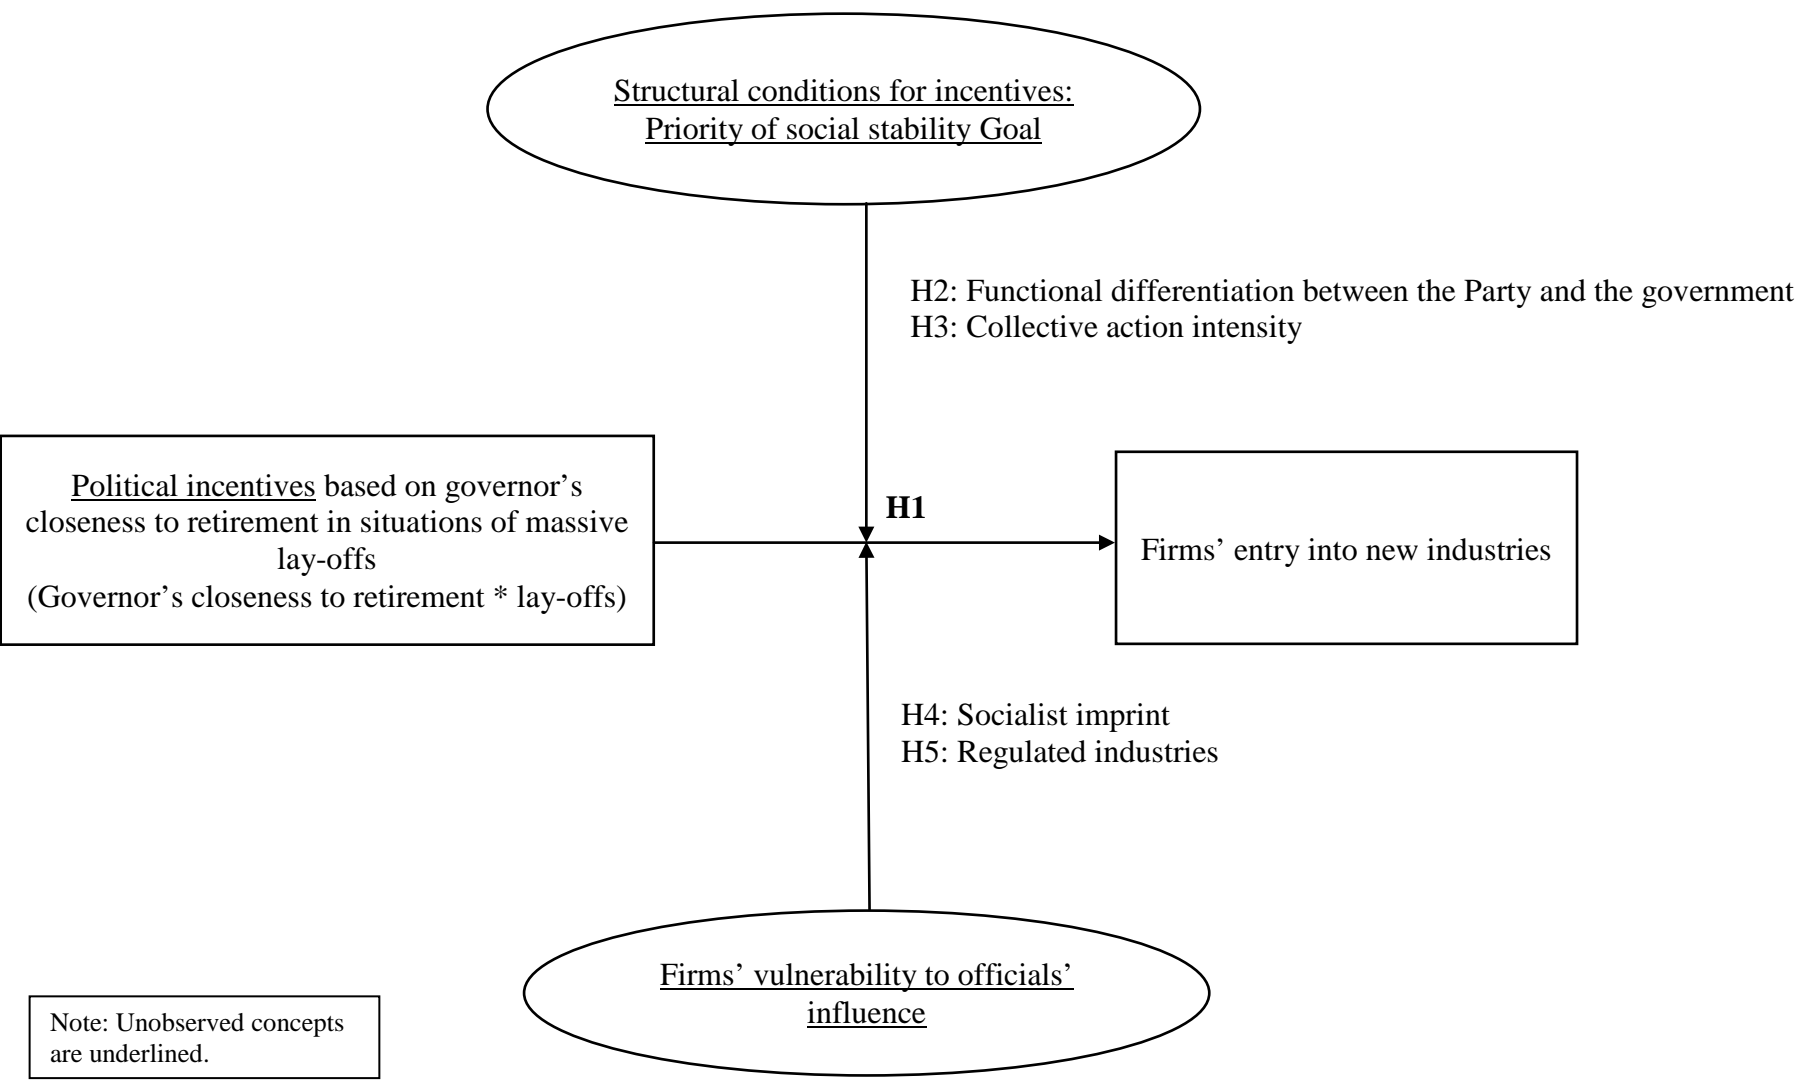 Structural conditions for incentives:
Priority of social stability Goal
H2: Functional differentiation between the Party and the government
H3: Collective action intensity
Political incentives based on governor’s
closeness to retirement in situations of massive
lay-offs
(Governor’s closeness to retirement * lay-offs)
H1
Firms’ entry into new industries
H4: Socialist imprint
H5: Regulated industries
Firms’ vulnerability to officials’
influence
Note: Unobserved concepts
are underlined.